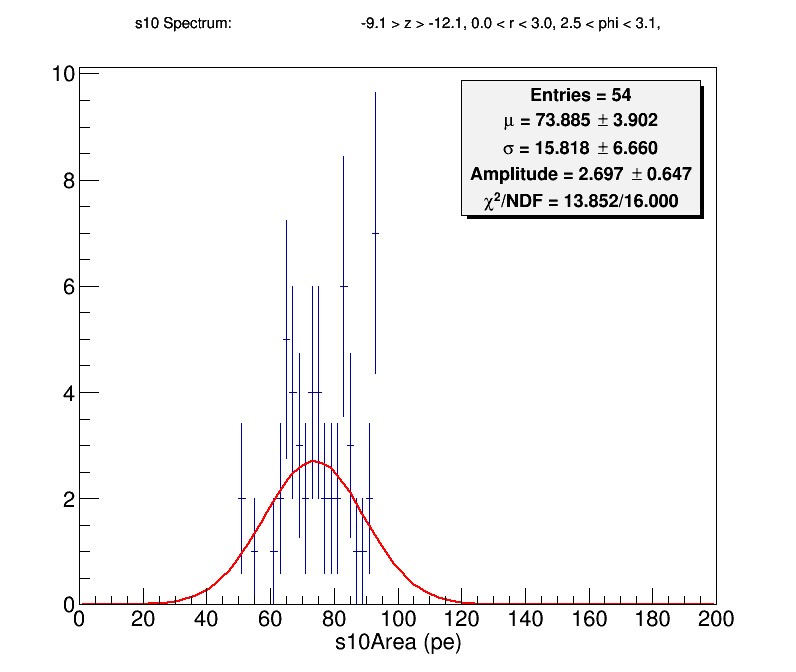 s10 Spectrum: -9.1 > z > -12.1, 0.0 < r < 3.0, 2.5 < phi < 3.1,
Entries = 54
μ = 73.885 ± 3.902
σ = 15.818 ± 6.660
Amplitude = 2.697 ± 0.647
χ²/NDF = 13.852/16.000
10
8
6
4
2
0
0 20 40 60 80 100 120 140 160 180 200
s10Area (pe)